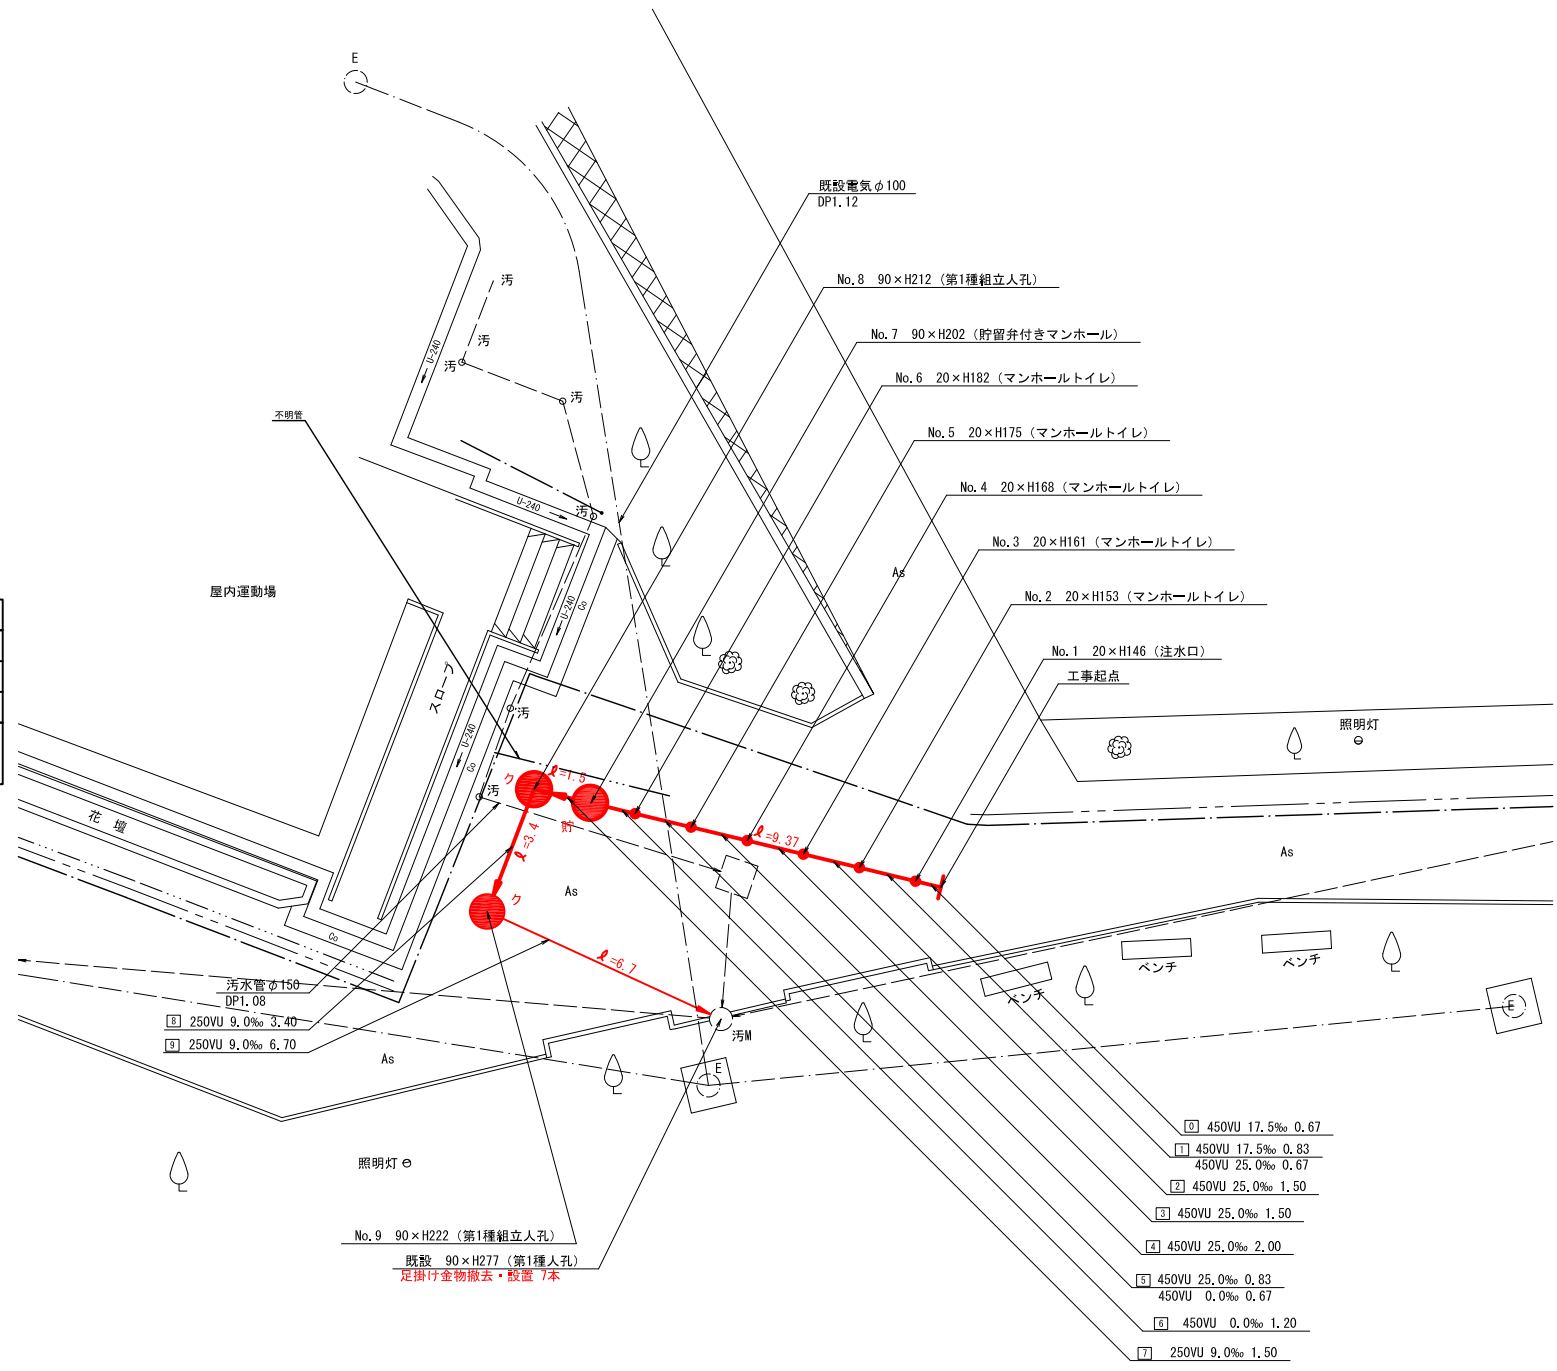 E
既設電気φ100
DP1.12
No.8 90×H212（第1種組立人孔）
汚
No.7 90×H202（貯留弁付きマンホール）
汚
U-240
汚
No.6 20×H182（マンホールトイレ）
汚
不明管
No.5 20×H175（マンホールトイレ）
No.4 20×H168（マンホールトイレ）
U-240
汚
No.3 20×H161（マンホールトイレ）
As
屋内運動場
No.2 20×H153（マンホールトイレ）
U-240
Co
No.1 20×H146（注水口）
工事起点
スロープ
汚
照明灯
U-240
Co
ク
ℓ=1.5
汚
花壇
貯
ℓ=3.4
ℓ=9.37
As
As
ク
Co
ℓ=6.7
ベンチ
ベンチ
ベンチ
汚水管φ150
DP1.08
E
8 250VU 9.0‰ 3.40
汚M
9 250VU 9.0‰ 6.70
As
E
0 450VU 17.5‰ 0.67
1 450VU 17.5‰ 0.83
450VU 25.0‰ 0.67
照明灯
2 450VU 25.0‰ 1.50
3 450VU 25.0‰ 1.50
No.9 90×H222（第1種組立人孔）
4 450VU 25.0‰ 2.00
既設 90×H277（第1種人孔）
足掛け金物撤去・設置 7本
5 450VU 25.0‰ 0.83
450VU 0.0‰ 0.67
6 450VU 0.0‰ 1.20
7 250VU 9.0‰ 1.50